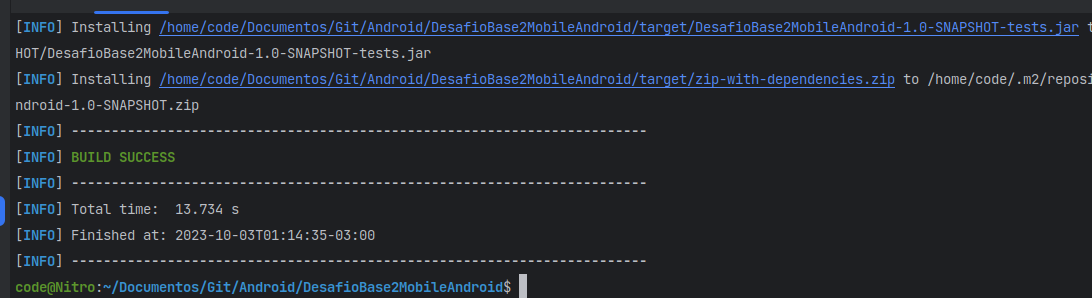 [INFO] Installing /home/code/Documentos/Git/Android/DesafioBase2MobileAndroid/target/DesafioBase2MobileAndroid-1.0-SNAPSHOT-tests.jar t
HOT/DesafioBase2MobileAndroid-1.0-SNAPSHOT-tests.jar
[INFO] Installing /home/code/Documentos/Git/Android/DesafioBase2MobileAndroid/target/zip-with-dependencies.zip to /home/code/.m2/reposi
ndroid-1.0-SNAPSHOT.zip
[INFO] ------------------------------------------------------------------------
[INFO] BUILD SUCCESS
[INFO] ------------------------------------------------------------------------
[INFO] Total time:  13.734 s
[INFO] Finished at: 2023-10-03T01:14:35-03:00
[INFO] ------------------------------------------------------------------------
code@Nitro:~/Documentos/Git/Android/DesafioBase2MobileAndroid$